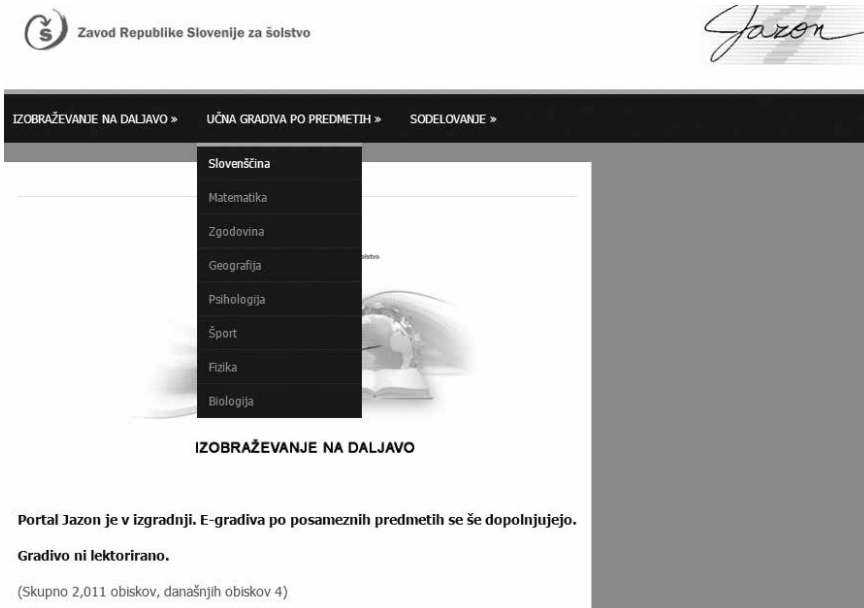 Š
Zavod Republike Slovenije za šolstvo
Jazon
IZOBRAŽEVANJE NA DALJAVO »
UČNA GRADIVA PO PREDMETIH »
SODELOVANJE »
Slovenščina
Matematika
Zgodovina
Geografija
Psihologija
Šport
Fizika
Biologija
IZOBRAŽEVANJE NA DALJAVO
Portal Jazon je v izgradnji. E-gradiva po posameznih predmetih se še dopolnjujejo.
Gradivo ni lektorirano.
(Skupno 2,011 obiskov, današnjih obiskov 4)